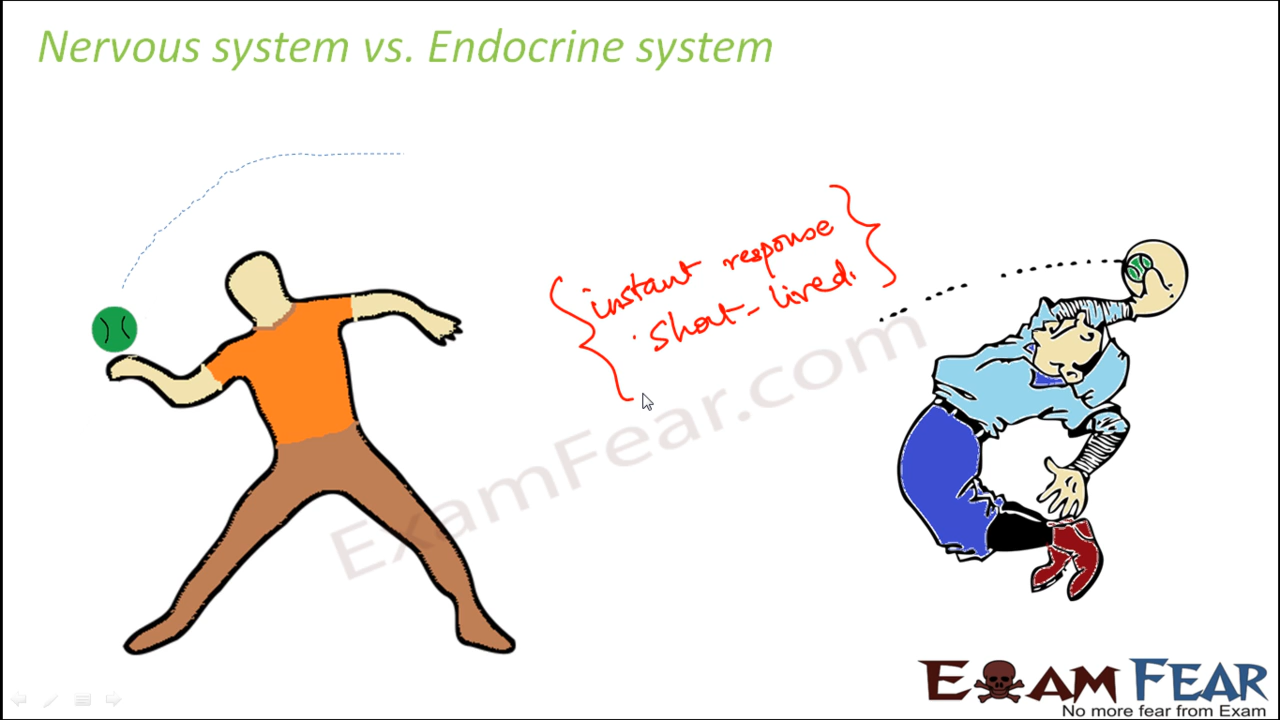 Nervous system vs. Endocrine system
instant response
short-lived.
ExamFear.com
EXAM FEAR
No more fear from Exam